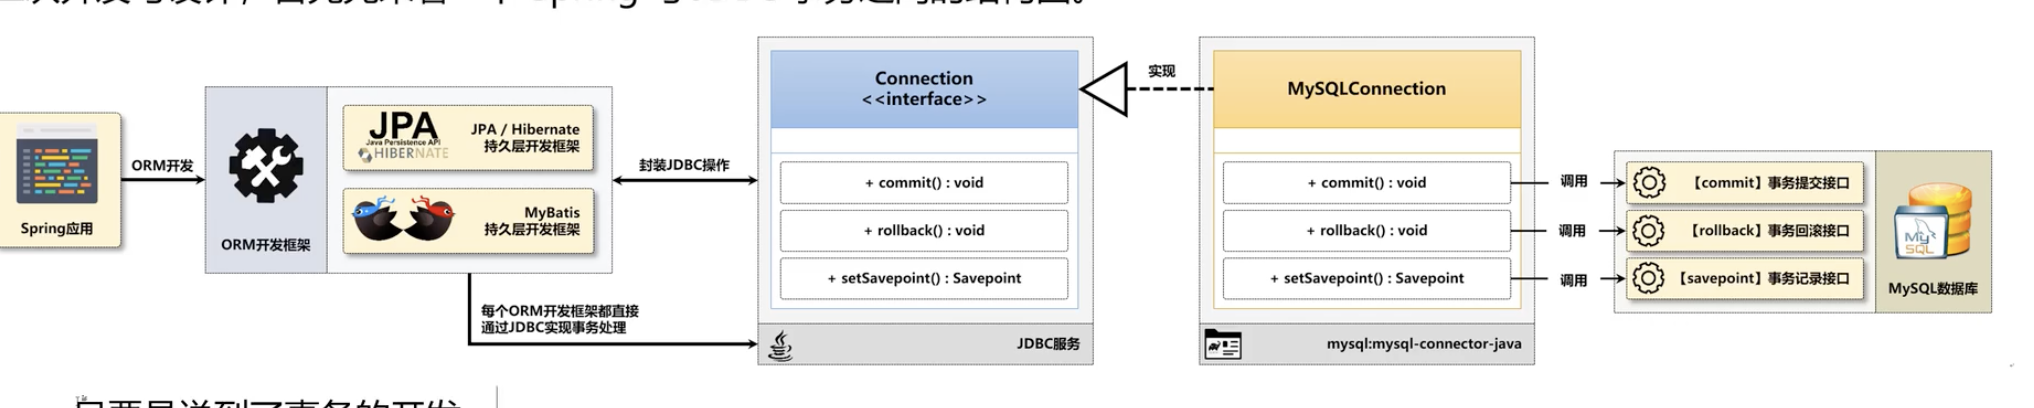 Spring应用
ORM开发
ORM开发框架
JPA
Java Persistence API
HIBERNATE
JPA / Hibernate
持久层开发框架
MyBatis
持久层开发框架
封装JDBC操作
每个ORM开发框架都直接
通过JDBC实现事务处理
Connection
<<interface>>
+ commit() : void
+ rollback() : void
+ setSavepoint() : Savepoint
JDBC服务
实现
MySQLConnection
+ commit() : void
+ rollback() : void
+ setSavepoint() : Savepoint
mysql:mysql-connector-java
调用
调用
调用
【commit】事务提交接口
【rollback】事务回滚接口
【savepoint】事务记录接口
My
SQL
MySQL数据库